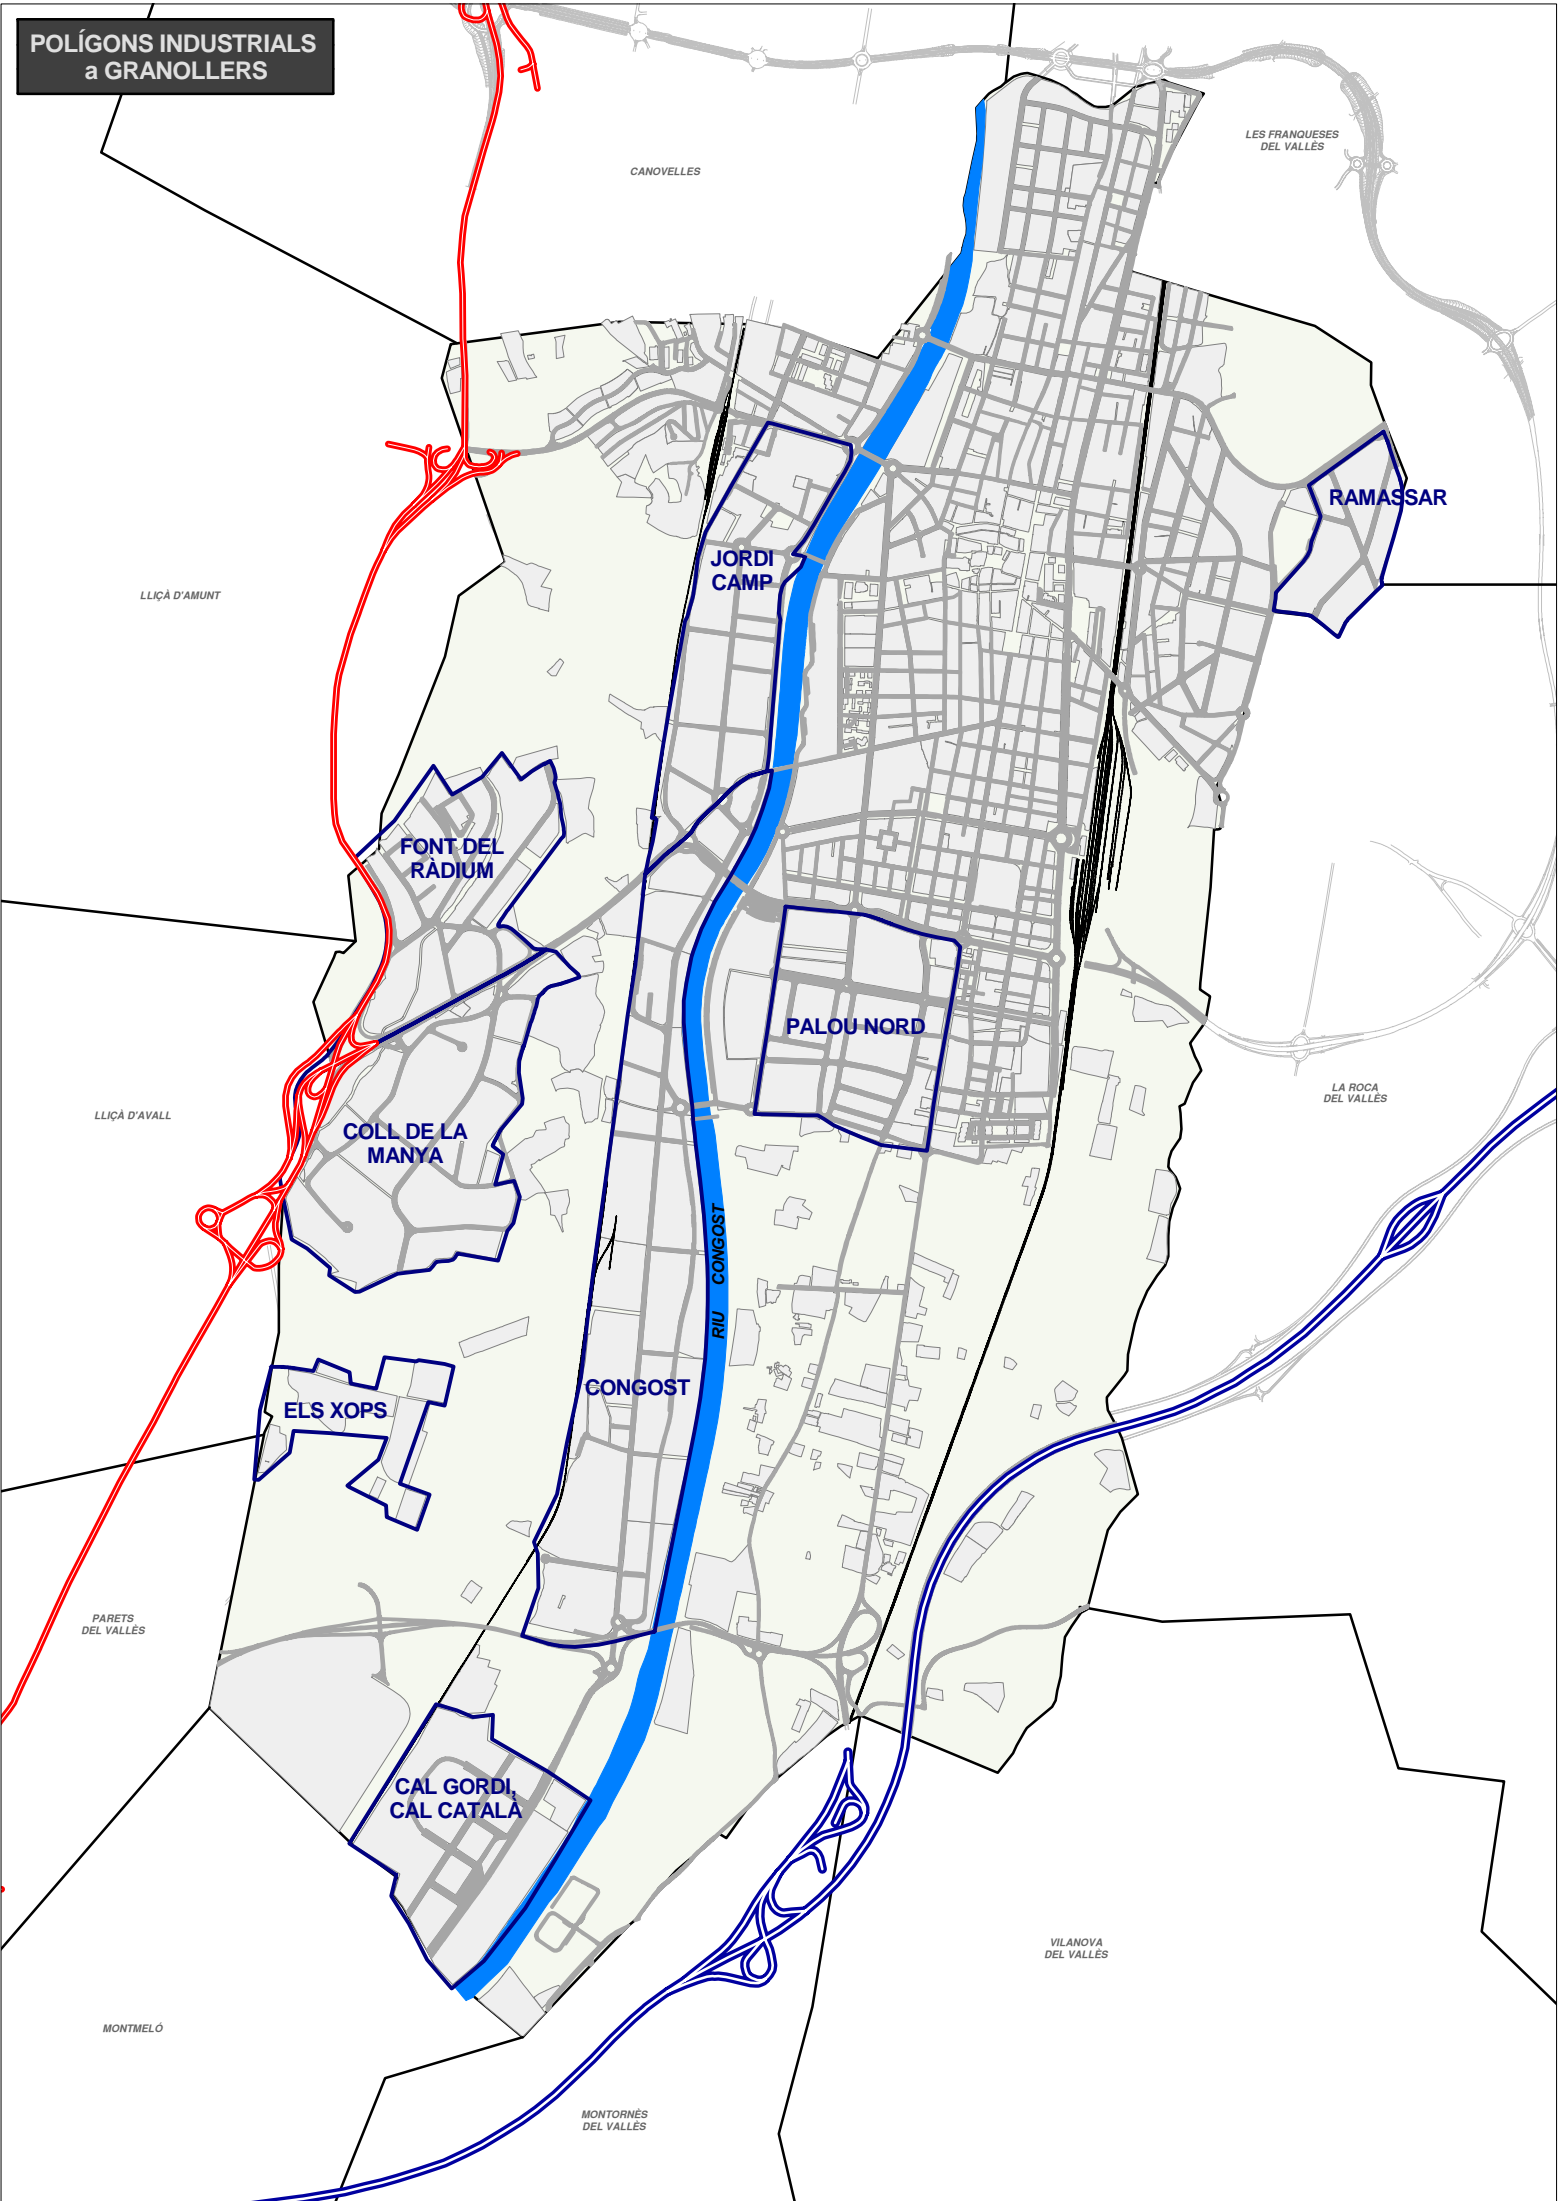 POLÍGONS INDUSTRIALS
a GRANOLLERS
LES FRANQUESES
DEL VALLÈS
CANOVELLES
RAMASSAR
JORDI
CAMP
LLIÇÀ D'AMUNT
FONT DEL
RÀDIUM
PALOU NORD
LA ROCA
DEL VALLÈS
LLIÇÀ D'AVALL
COLL DE LA
MANYA
RIU CONGOST
CONGOST
ELS XOPS
PARETS
DEL VALLÈS
CAL GORDI,
CAL CATALÀ
VILANOVA
DEL VALLÈS
MONTMELÓ
MONTORNÈS
DEL VALLÈS